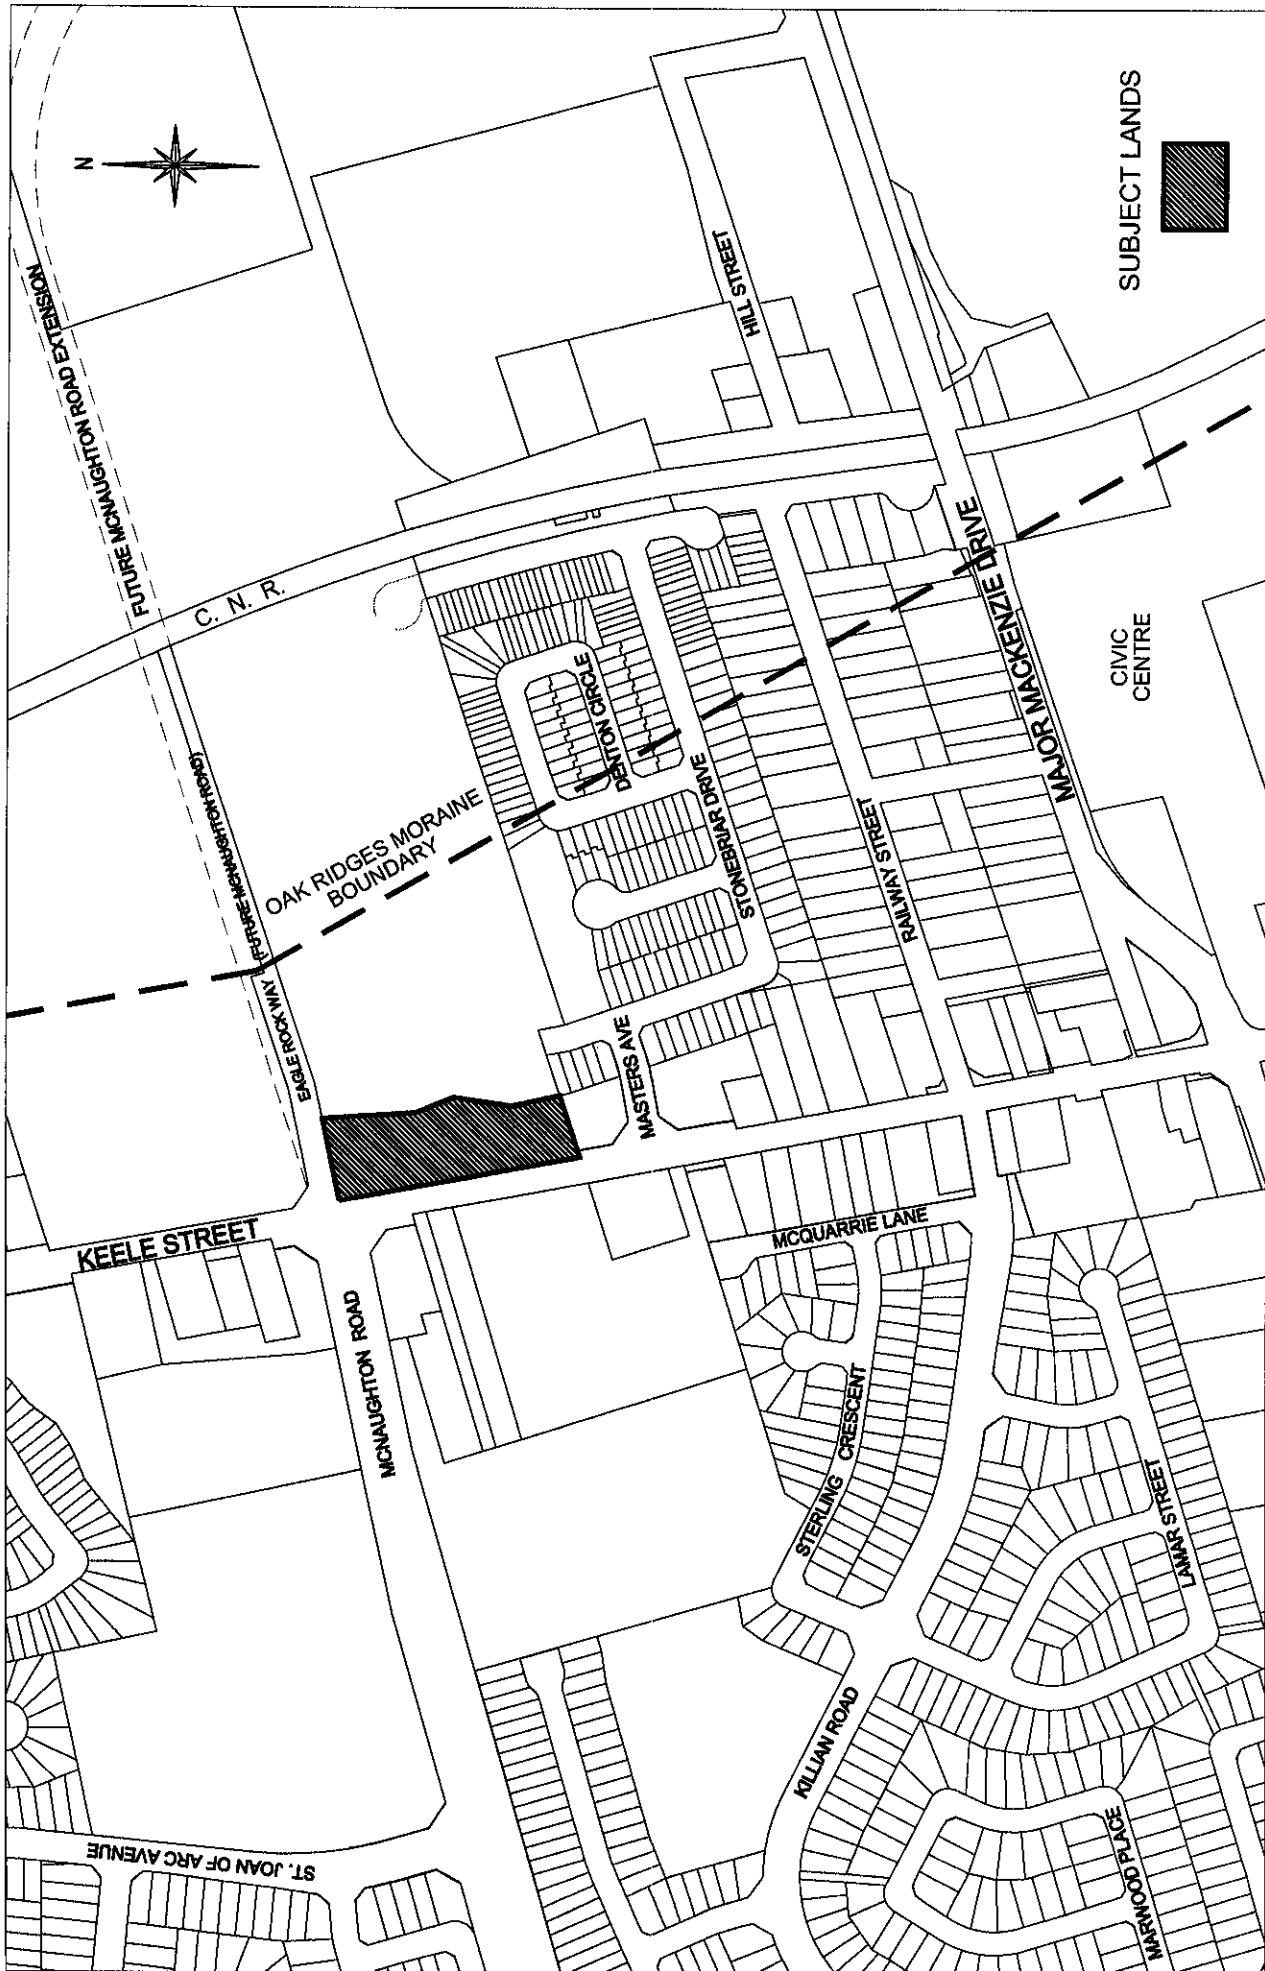 N
SUBJECT LANDS
FUTURE MCNAUGHTON ROAD EXTENSION
C. N. R.
EAGLE ROCK WAY (FUTURE MCNAUGHTON ROAD)
OAK RIDGES MORAINE
BOUNDARY
HILL STREET
DENTON CIRCLE
STONEBRIAR DRIVE
RAILWAY STREET
MAJOR MACKENZIE DRIVE
CIVIC
CENTRE
MASTERS AVE
KEELE STREET
MCNAUGHTON ROAD
MCQUARRIE LANE
STERLING CRESCENT
LAMAR STREET
KILLIAN ROAD
MARWOOD PLACE
ST. JOAN OF ARC AVENUE